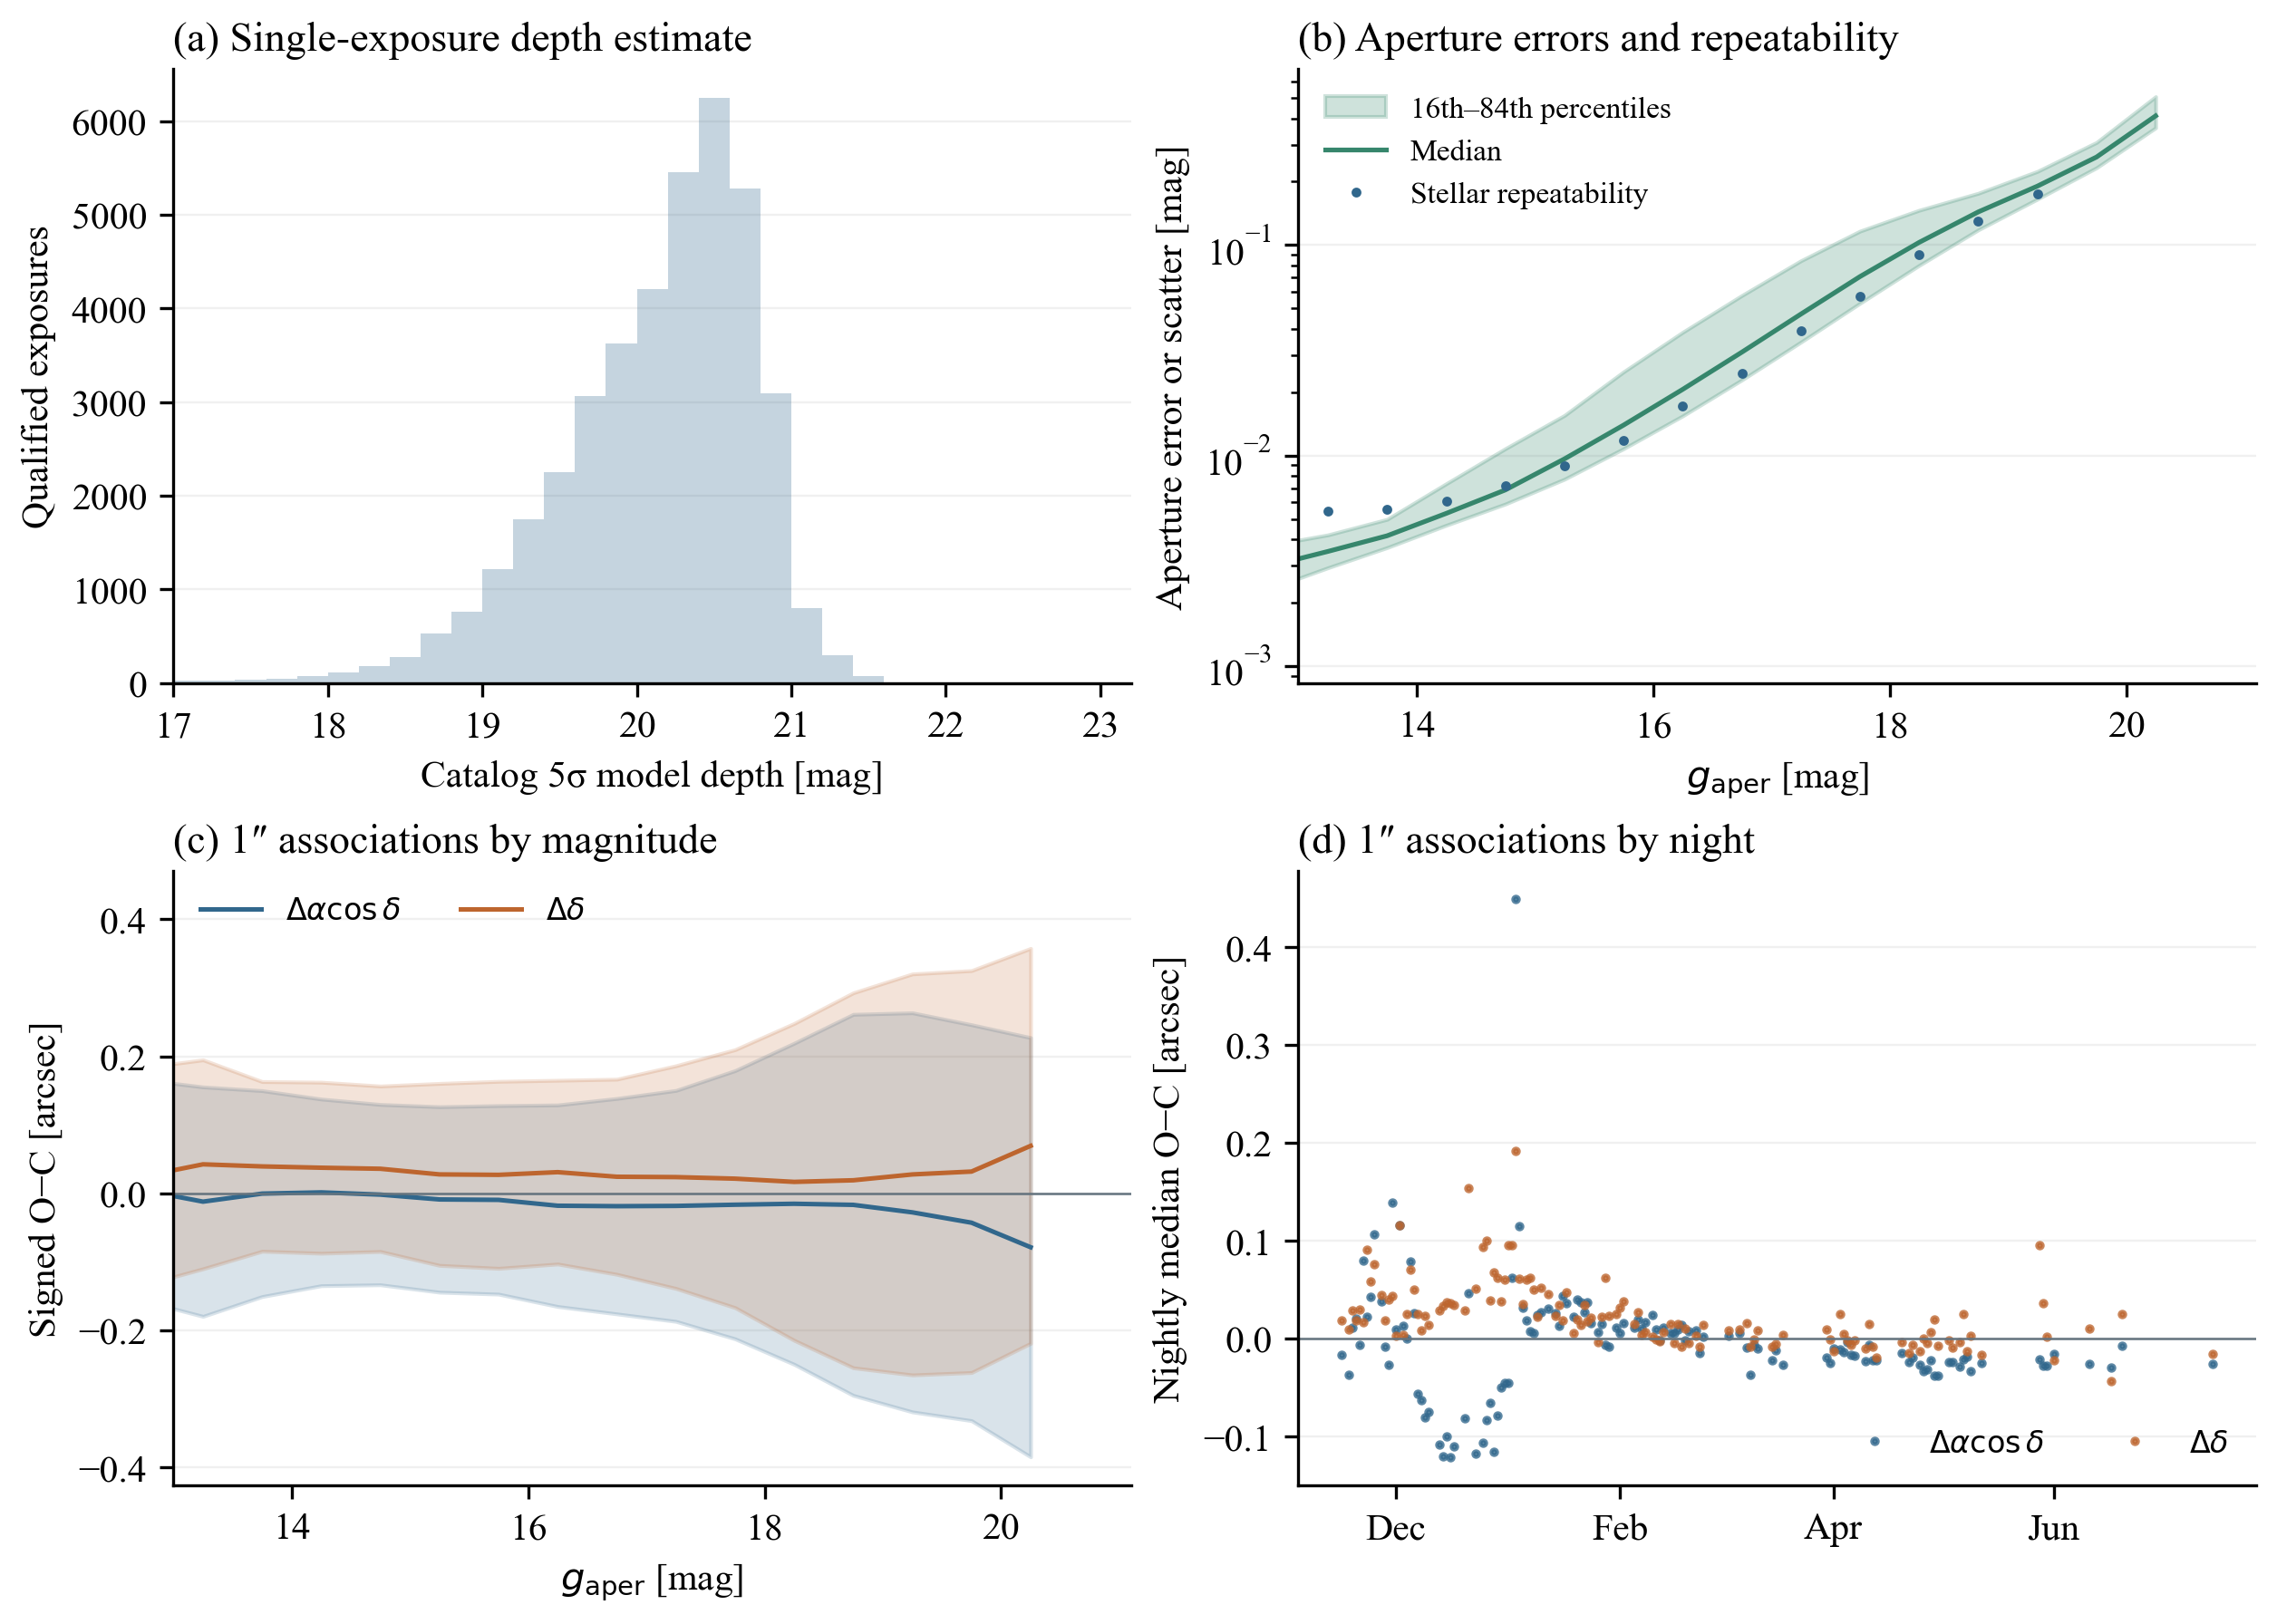 (a) Single-exposure depth estimate
Qualified exposures
6000
5000
4000
3000
2000
1000
0
17 18 19 20 21 22 23
Catalog 5σ model depth [mag]
(b) Aperture errors and repeatability
Aperture error or scatter [mag]
16th–84th percentiles
Median
Stellar repeatability
10⁻¹
10⁻²
10⁻³
14 16 18 20
g_aper [mag]
(c) 1″ associations by magnitude
Signed O−C [arcsec]
Δα cos δ Δδ
0.4
0.2
0.0
−0.2
−0.4
14 16 18 20
g_aper [mag]
(d) 1″ associations by night
Nightly median O−C [arcsec]
0.4
0.3
0.2
0.1
0.0
−0.1
Δα cos δ Δδ
Dec Feb Apr Jun